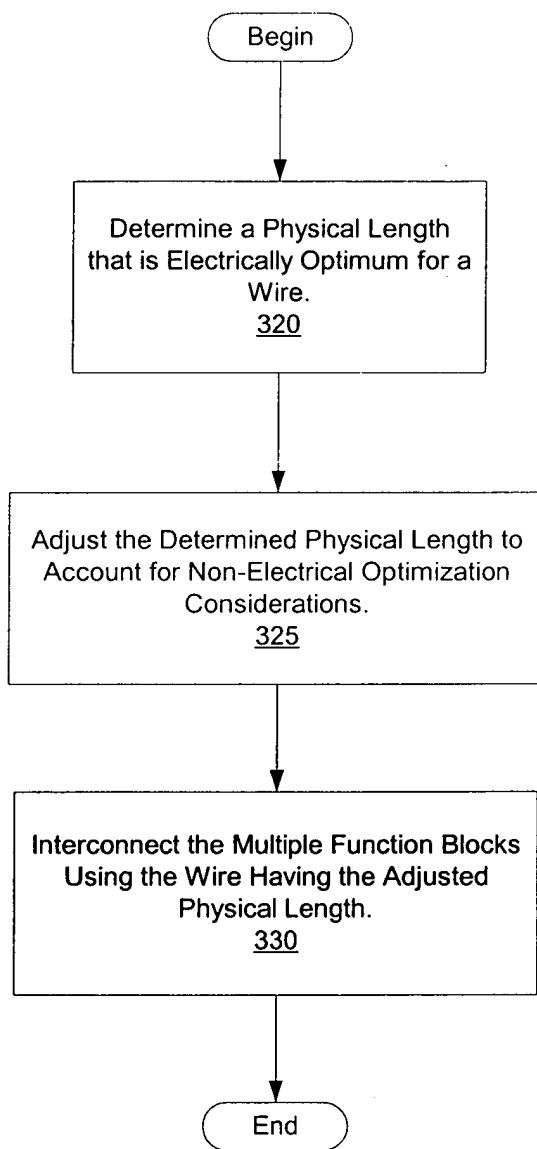 Begin
Determine a Physical Length
that is Electrically Optimum for a
Wire.
320
Adjust the Determined Physical Length to
Account for Non-Electrical Optimization
Considerations.
325
Interconnect the Multiple Function Blocks
Using the Wire Having the Adjusted
Physical Length.
330
End